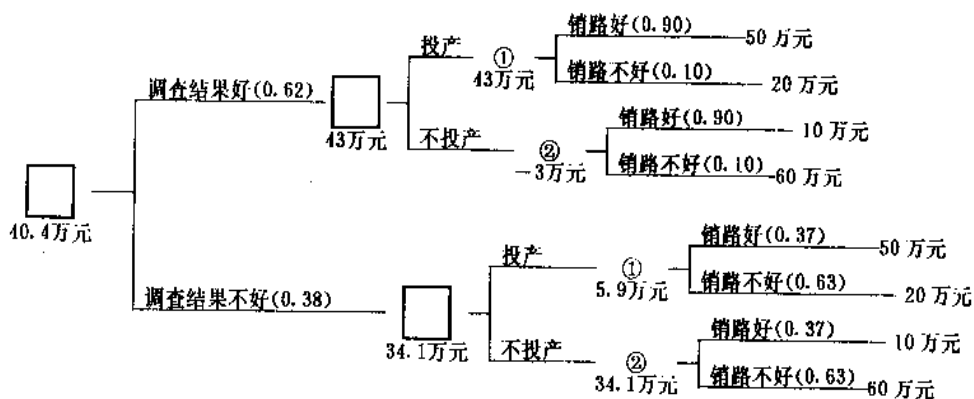 销路好(0.90)
50 万元
投产
①
43万元
销路不好(0.10)
- 20 万元
调查结果好(0.62)
43万元
销路好(0.90)
- 10 万元
不投产
②
-3万元
销路不好(0.10)
60 万元
40.4万元
销路好(0.37)
50 万元
投产
①
5.9万元
销路不好(0.63)
- 20 万元
调查结果不好(0.38)
34.1万元
销路好(0.37)
- 10 万元
不投产
②
34.1万元
销路不好(0.63)
60 万元